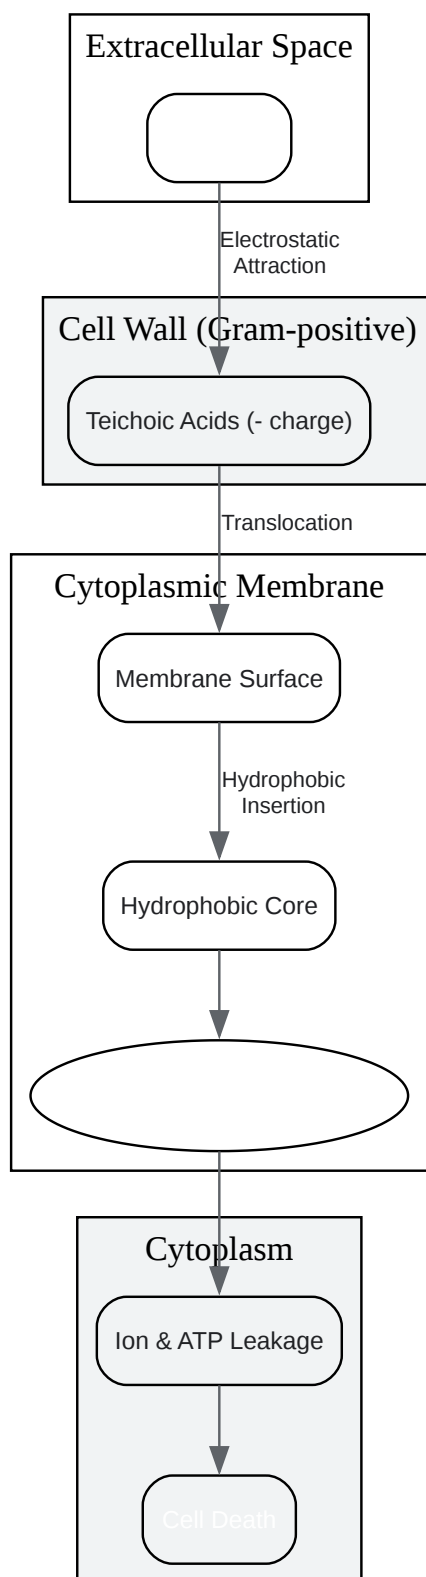 Extracellular Space
Electrostatic
Attraction
Cell Wall (Gram-positive)
Teichoic Acids (- charge)
Translocation
Cytoplasmic Membrane
Membrane Surface
Hydrophobic
Insertion
Hydrophobic Core
Cytoplasm
Ion & ATP Leakage
Cell Death